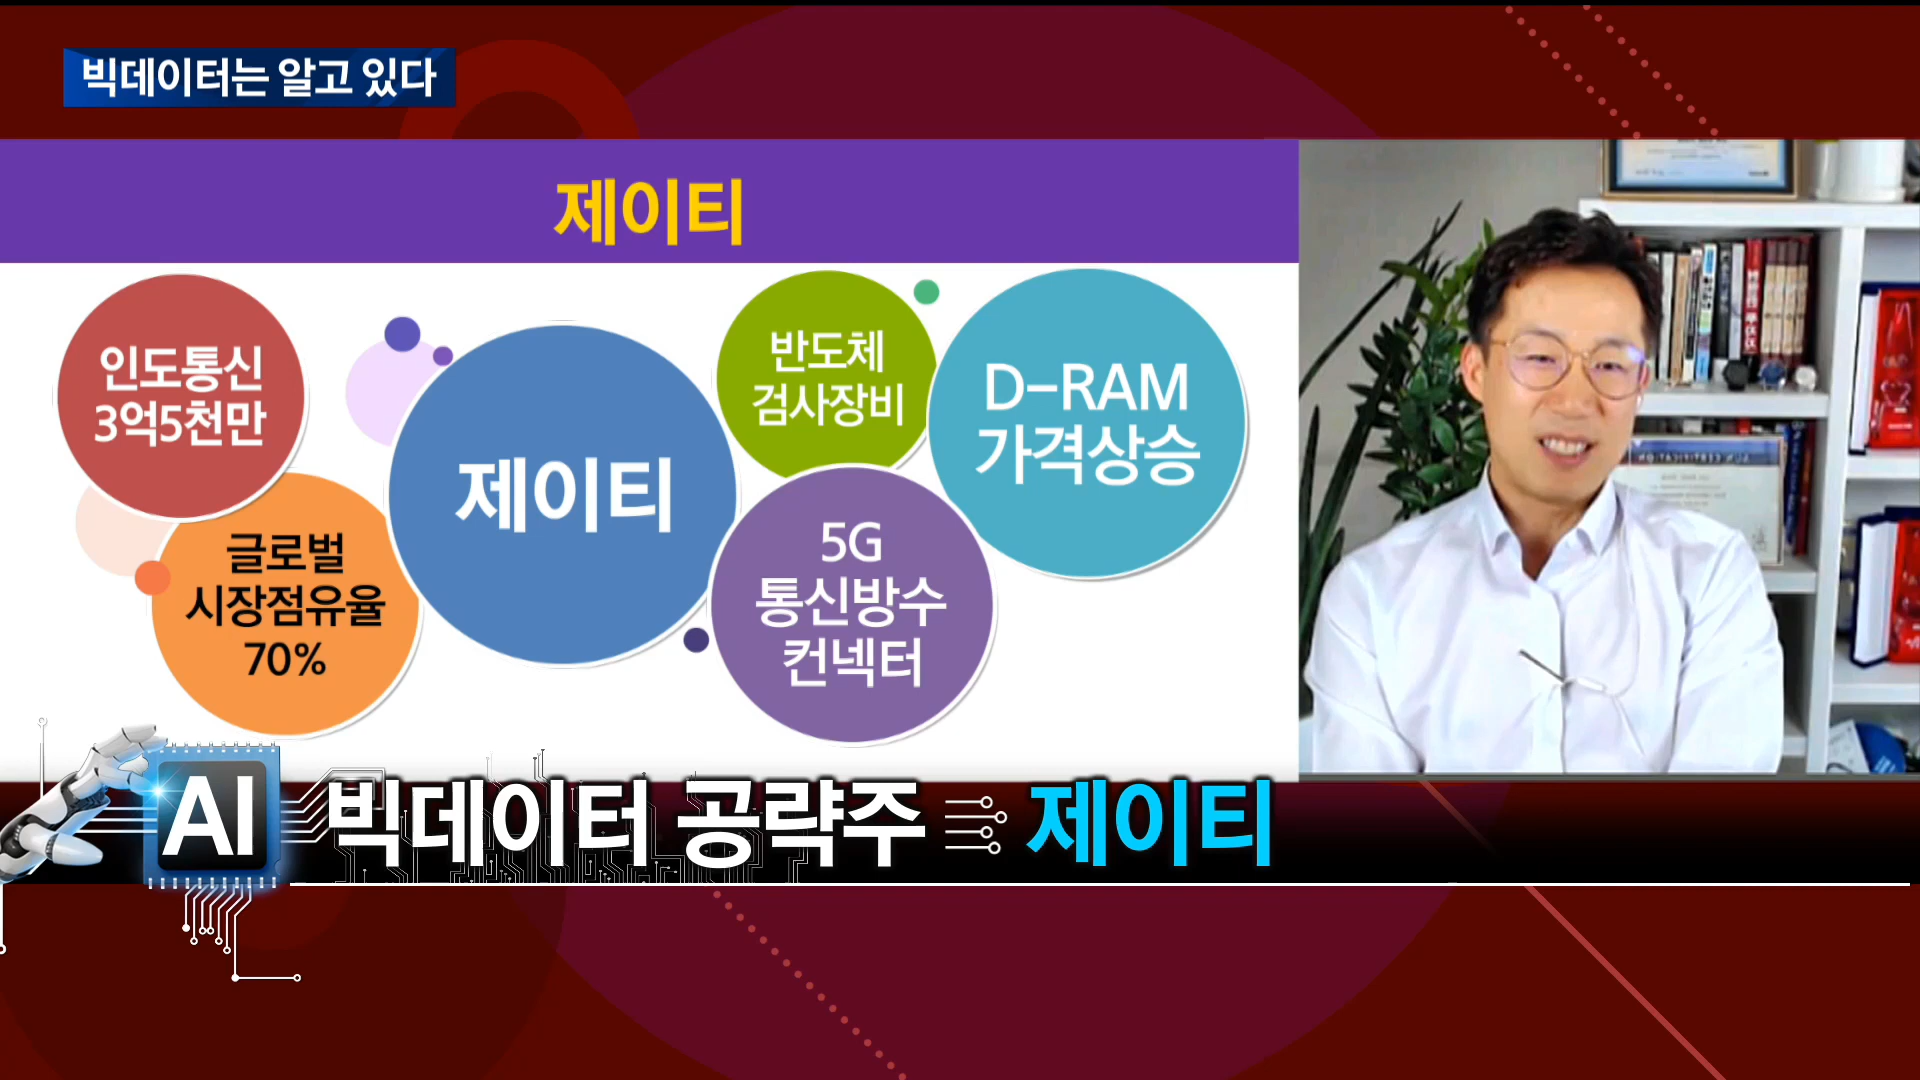 빅데이터는 알고 있다
제이티
인도통신
3억5천만
글로벌
시장점유율
70%
제이티
반도체
검사장비
5G
통신방수
컨넥터
D-RAM
가격상승
AI
빅데이터 공략주
제이티